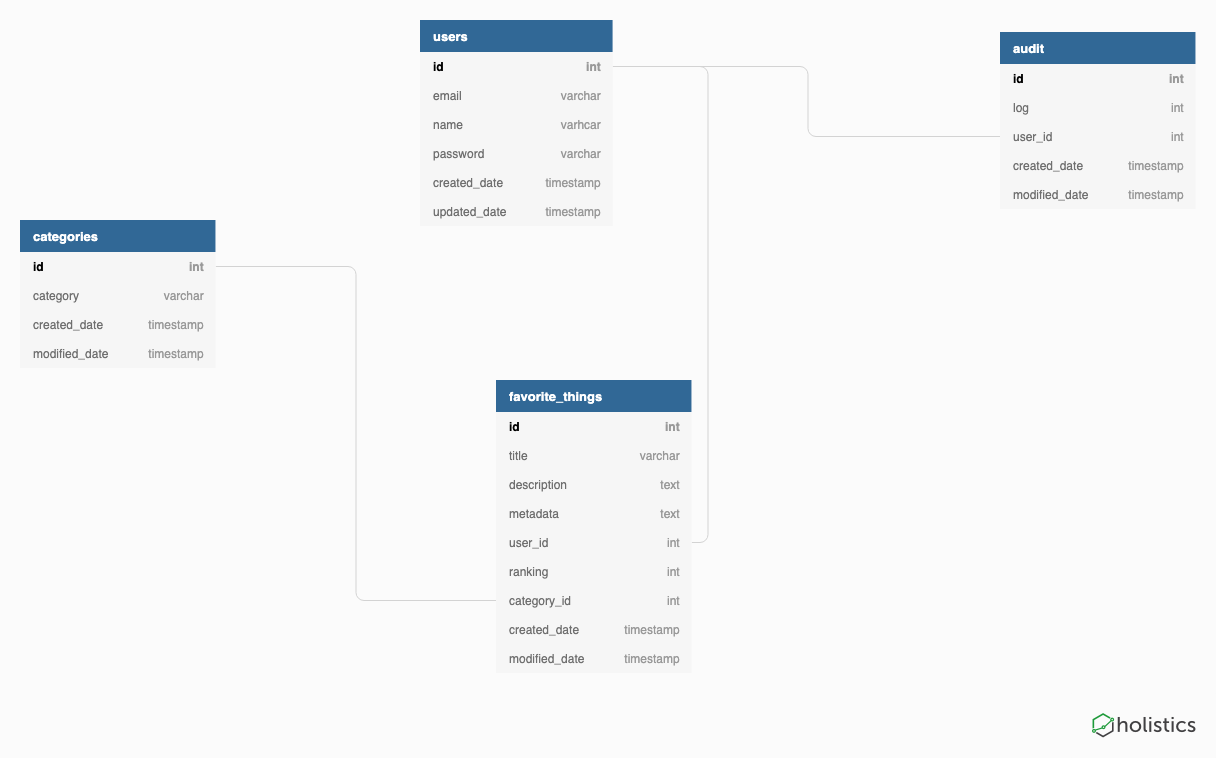 users
id int
email varchar
name varhcar
password varchar
created_date timestamp
updated_date timestamp
audit
id int
log int
user_id int
created_date timestamp
modified_date timestamp
categories
id int
category varchar
created_date timestamp
modified_date timestamp
favorite_things
id int
title varchar
description text
metadata text
user_id int
ranking int
category_id int
created_date timestamp
modified_date timestamp
holistics